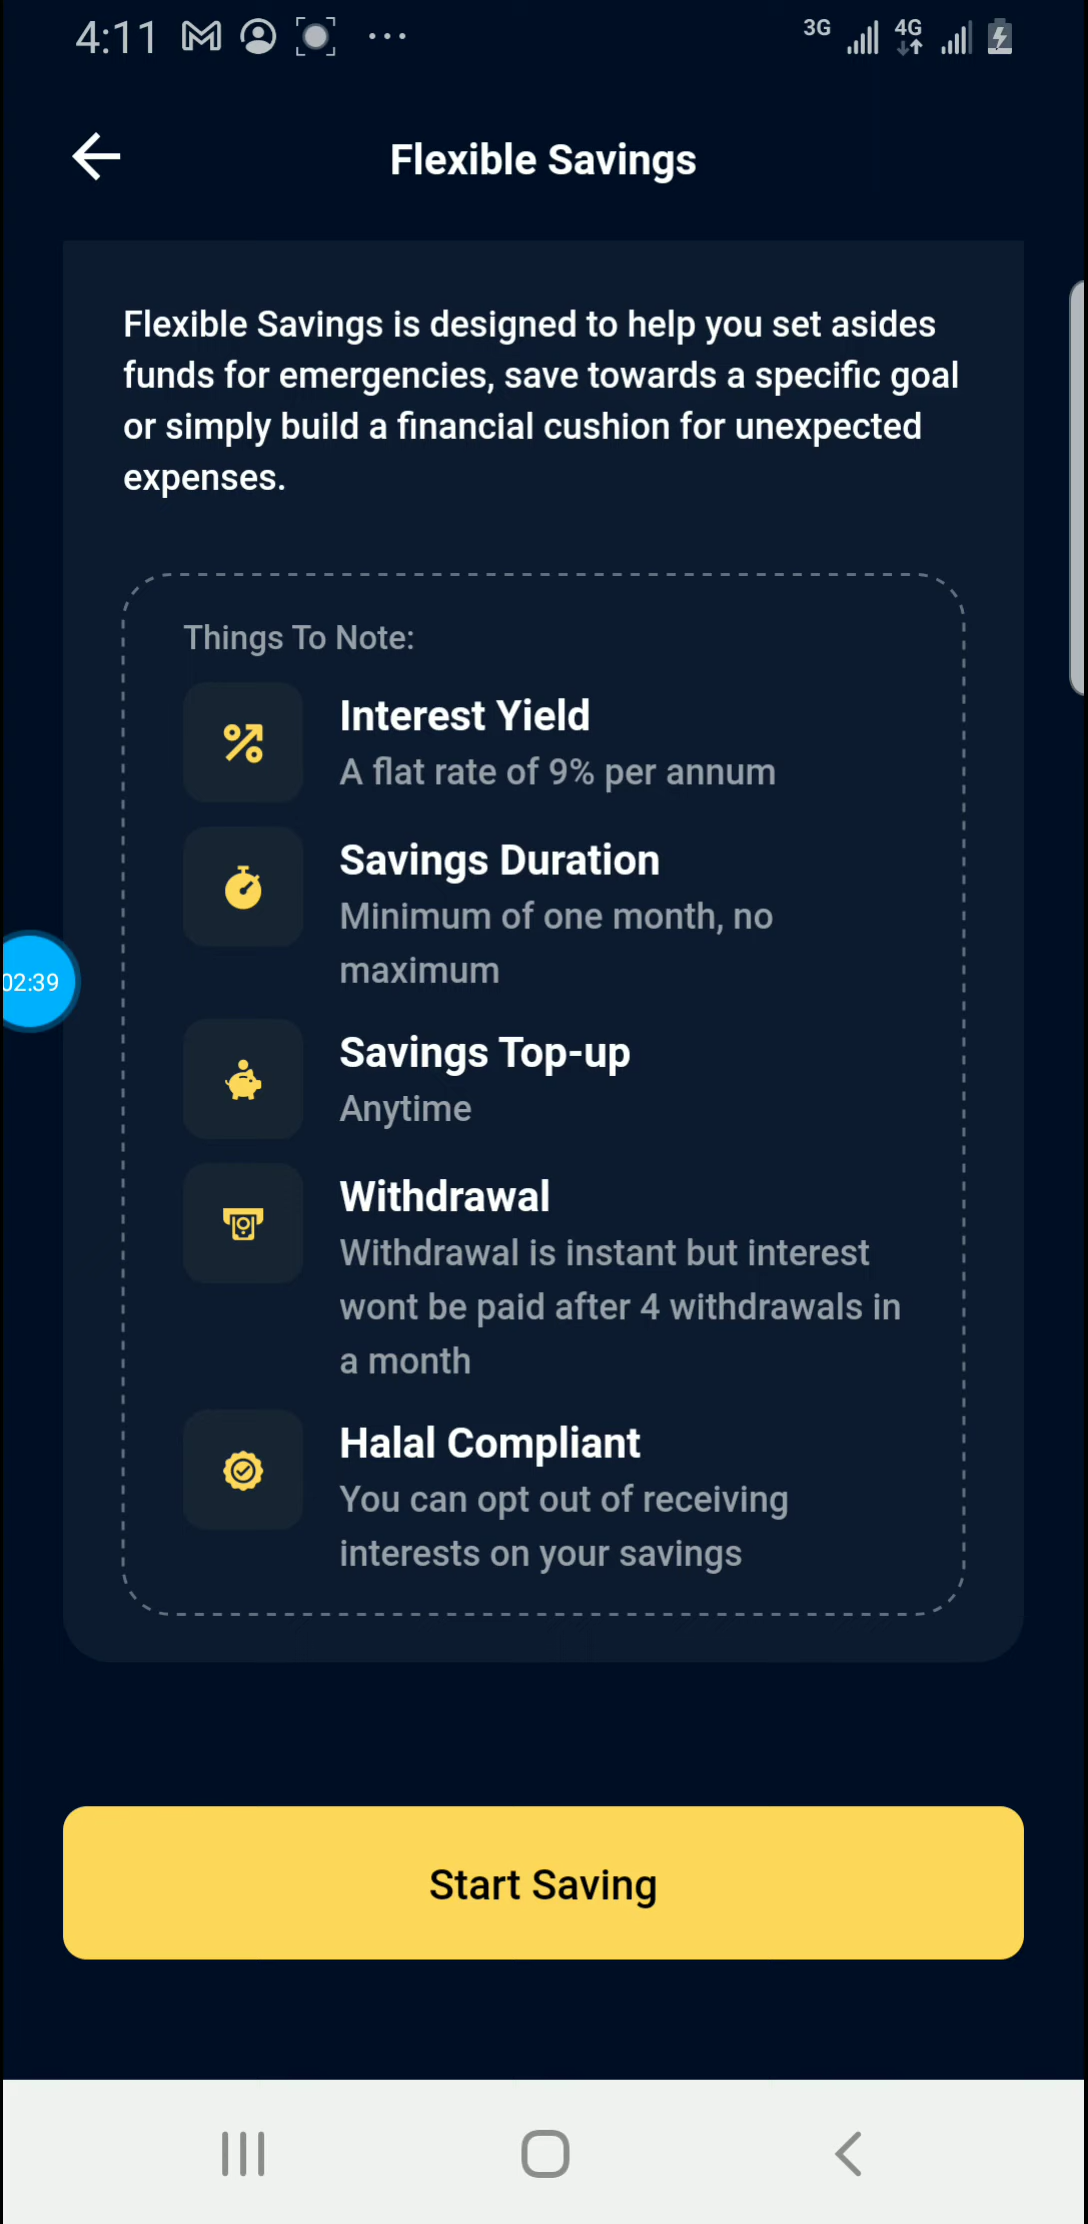 4:11
3G 4G
Flexible Savings
Flexible Savings is designed to help you set asides
funds for emergencies, save towards a specific goal
or simply build a financial cushion for unexpected
expenses.
Things To Note:
Interest Yield
A flat rate of 9% per annum
Savings Duration
Minimum of one month, no
maximum
02:39
Savings Top-up
Anytime
Withdrawal
Withdrawal is instant but interest
wont be paid after 4 withdrawals in
a month
Halal Compliant
You can opt out of receiving
interests on your savings
Start Saving